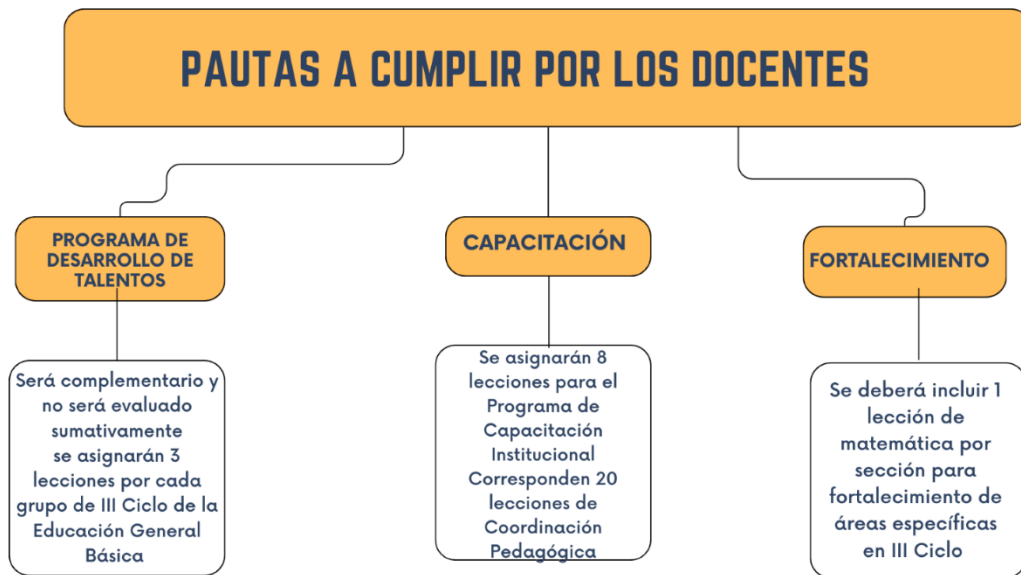 PAUTAS A CUMPLIR POR LOS DOCENTES
PROGRAMA DE
DESARROLLO DE
TALENTOS
Será complementario y
no será evaluado
sumativamente
se asignarán 3
lecciones por cada
grupo de III Ciclo de la
Educación General
Básica
CAPACITACIÓN
Se asignarán 8
lecciones para el
Programa de
Capacitación
Institucional
Corresponden 20
lecciones de
Coordinación
Pedagógica
FORTALECIMIENTO
Se deberá incluir 1
lección de
matemática por
sección para
fortalecimiento de
áreas específicas
en III Ciclo